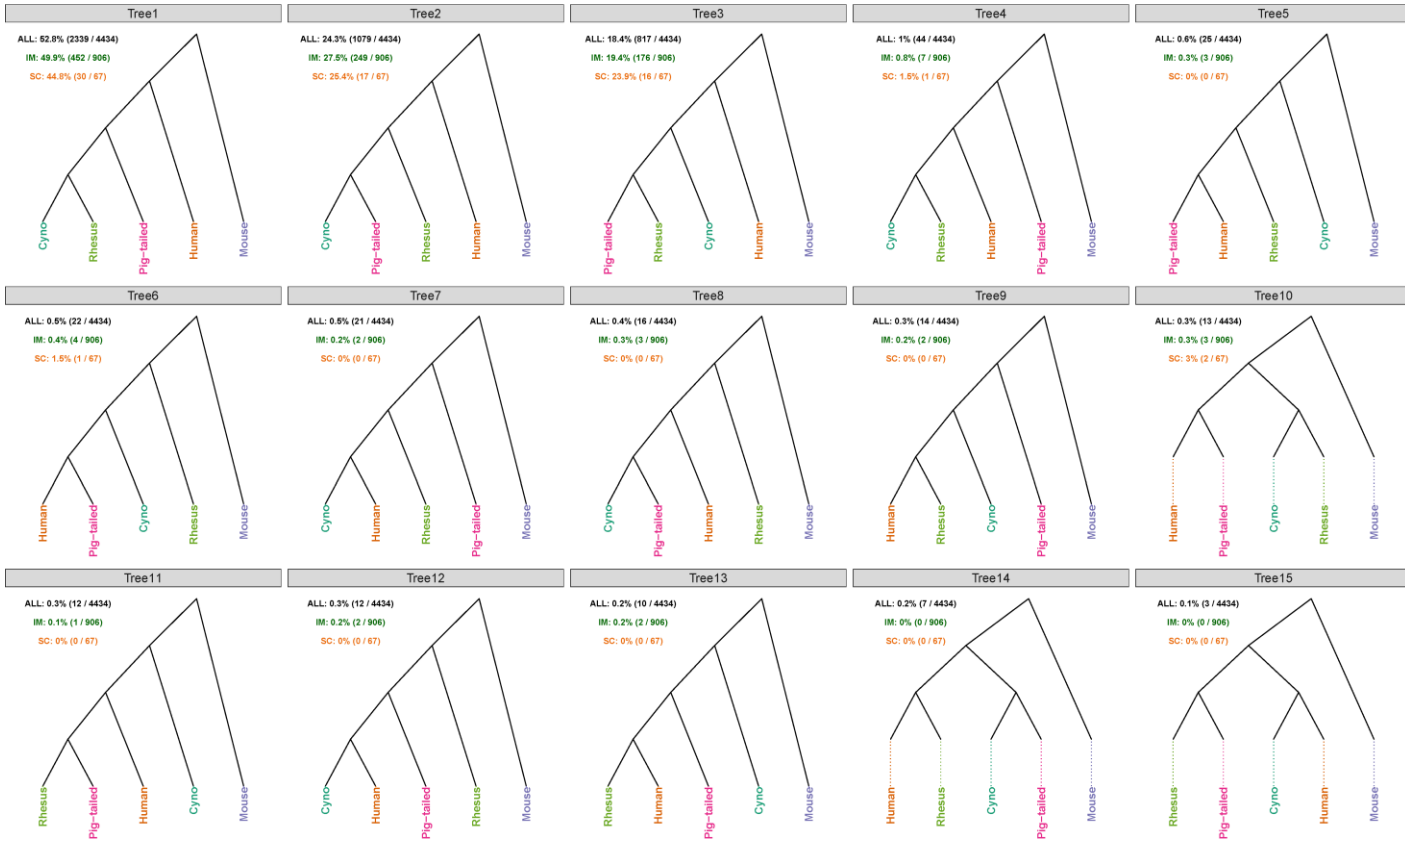 Tree1
ALL: 52.8% (2339 / 4434)
IM: 49.9% (452 / 906)
SC: 44.8% (30 / 67)
Cyno
Rhesus
Pig−tailed
Human
Mouse
Tree2
ALL: 24.3% (1079 / 4434)
IM: 27.5% (249 / 906)
SC: 25.4% (17 / 67)
Cyno
Pig−tailed
Rhesus
Human
Mouse
Tree3
ALL: 18.4% (817 / 4434)
IM: 19.4% (176 / 906)
SC: 23.9% (16 / 67)
Pig−tailed
Rhesus
Cyno
Human
Mouse
Tree4
ALL: 1% (44 / 4434)
IM: 0.8% (7 / 906)
SC: 1.5% (1 / 67)
Cyno
Rhesus
Human
Pig−tailed
Mouse
Tree5
ALL: 0.6% (25 / 4434)
IM: 0.3% (3 / 906)
SC: 0% (0 / 67)
Pig−tailed
Human
Rhesus
Cyno
Mouse
Tree6
ALL: 0.5% (22 / 4434)
IM: 0.4% (4 / 906)
SC: 1.5% (1 / 67)
Human
Pig−tailed
Cyno
Rhesus
Mouse
Tree7
ALL: 0.5% (21 / 4434)
IM: 0.2% (2 / 906)
SC: 0% (0 / 67)
Cyno
Human
Rhesus
Pig−tailed
Mouse
Tree8
ALL: 0.4% (16 / 4434)
IM: 0.3% (3 / 906)
SC: 0% (0 / 67)
Cyno
Pig−tailed
Human
Rhesus
Mouse
Tree9
ALL: 0.3% (14 / 4434)
IM: 0.2% (2 / 906)
SC: 0% (0 / 67)
Human
Rhesus
Cyno
Pig−tailed
Mouse
Tree10
ALL: 0.3% (13 / 4434)
IM: 0.3% (3 / 906)
SC: 3% (2 / 67)
Human
Pig−tailed
Cyno
Rhesus
Mouse
Tree11
ALL: 0.3% (12 / 4434)
IM: 0.1% (1 / 906)
SC: 0% (0 / 67)
Rhesus
Pig−tailed
Human
Cyno
Mouse
Tree12
ALL: 0.3% (12 / 4434)
IM: 0.2% (2 / 906)
SC: 0% (0 / 67)
Cyno
Human
Pig−tailed
Rhesus
Mouse
Tree13
ALL: 0.2% (10 / 4434)
IM: 0.2% (2 / 906)
SC: 0% (0 / 67)
Rhesus
Human
Pig−tailed
Cyno
Mouse
Tree14
ALL: 0.2% (7 / 4434)
IM: 0% (0 / 906)
SC: 0% (0 / 67)
Human
Rhesus
Cyno
Pig−tailed
Mouse
Tree15
ALL: 0.1% (3 / 4434)
IM: 0% (0 / 906)
SC: 0% (0 / 67)
Rhesus
Pig−tailed
Cyno
Human
Mouse